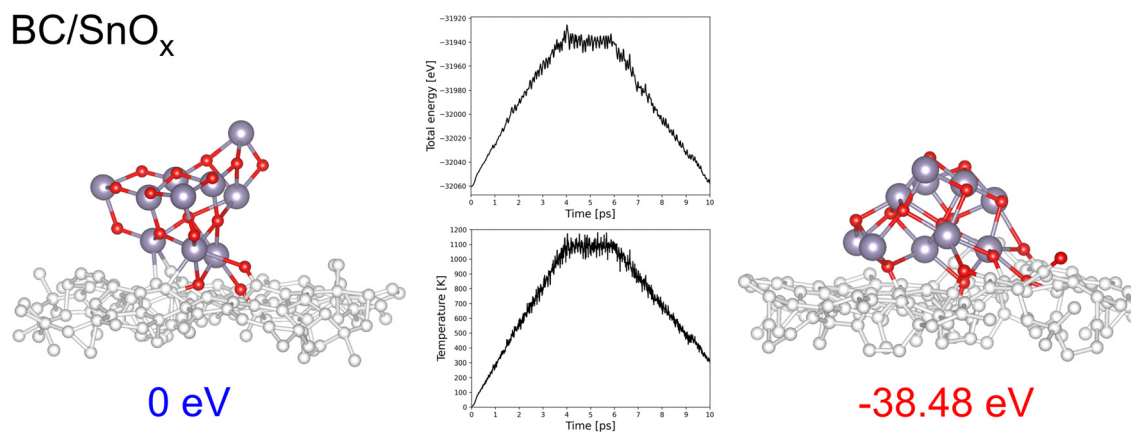 BC/SnOₓ
Total energy [eV]
−31920
−31940
−31960
−31980
−32000
−32020
−32040
−32060
0 1 2 3 4 5 6 7 8 9 10
Time [ps]
Temperature [K]
1200
1100
1000
900
800
700
600
500
400
300
200
100
0
0 1 2 3 4 5 6 7 8 9 10
Time [ps]
0 eV
-38.48 eV